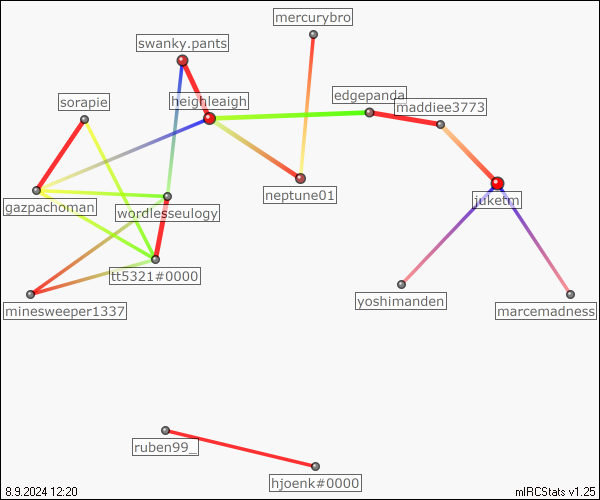 mercurybro
swanky.pants
edgepanda
sorapie
heighleaigh
maddiee3773
neptune01
juketm
gazpachoman
wordlesseulogy
tt5321#0000
yoshimanden
minesweeper1337
marcemadness
ruben99_
hjoenk#0000
8.9.2024 12:20
mIRCStats v1.25